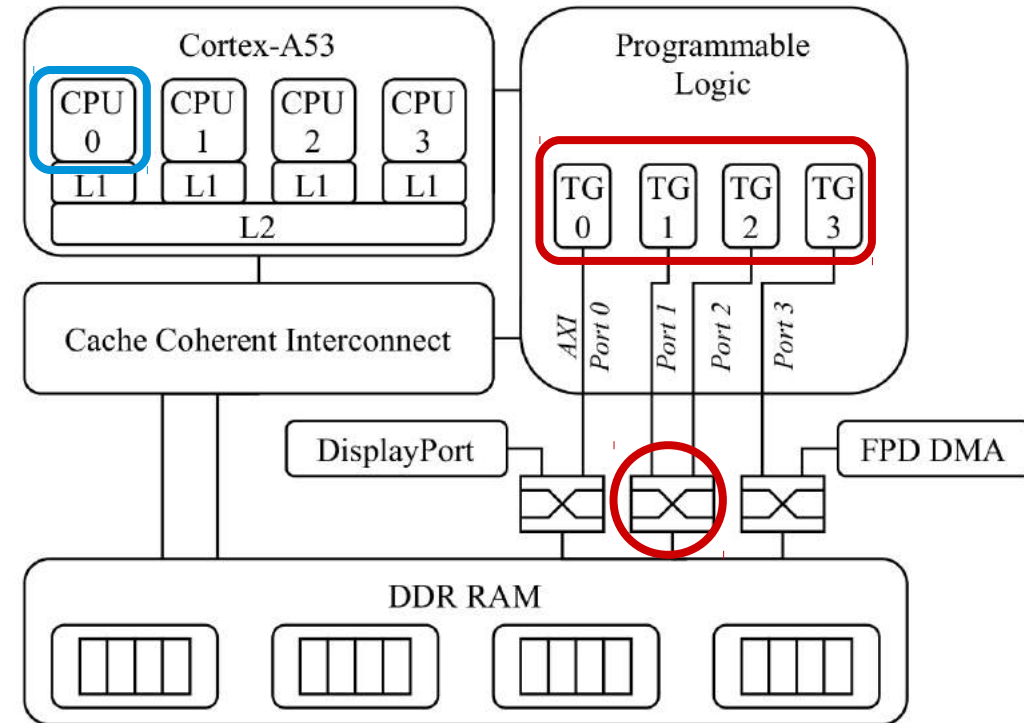 Cortex-A53
CPU
0
CPU
1
CPU
2
CPU
3
L1
L1
L1
L1
L2
Programmable
Logic
TG
0
TG
1
TG
2
TG
3
AXI
Port 0
Port 1
Port 2
Port 3
Cache Coherent Interconnect
DisplayPort
FPD DMA
DDR RAM